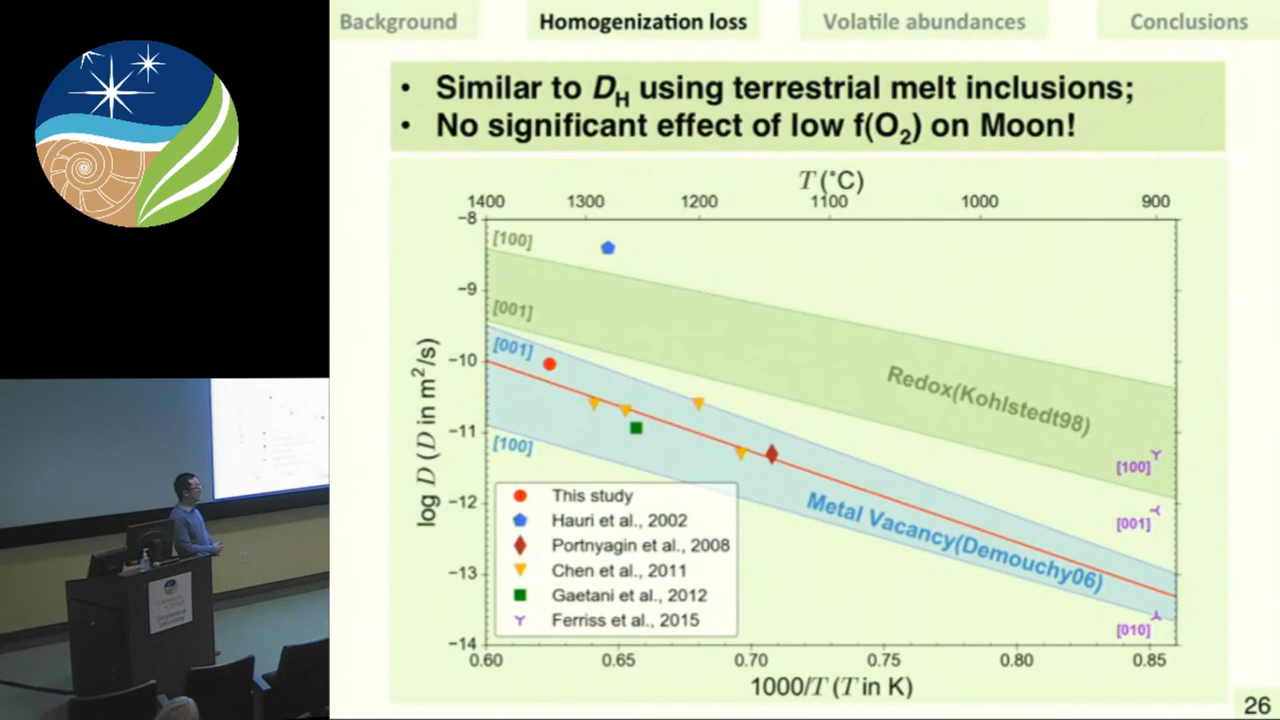 Background
Homogenization loss
Volatile abundances
Conclusions
• Similar to DH using terrestrial melt inclusions;
• No significant effect of low f(O2) on Moon!
T (˚C)
1400 1300 1200 1100 1000 900
−8
−9
−10
−11
−12
−13
−14
log D (D in m²/s)
[100]
[001]
[001]
[100]
Redox(Kohlstedt98)
Metal Vacancy(Demouchy06)
[100]
[001]
[010]
This study
Hauri et al., 2002
Portnyagin et al., 2008
Chen et al., 2011
Gaetani et al., 2012
Ferriss et al., 2015
0.60 0.65 0.70 0.75 0.80 0.85
1000/T (T in K)
26